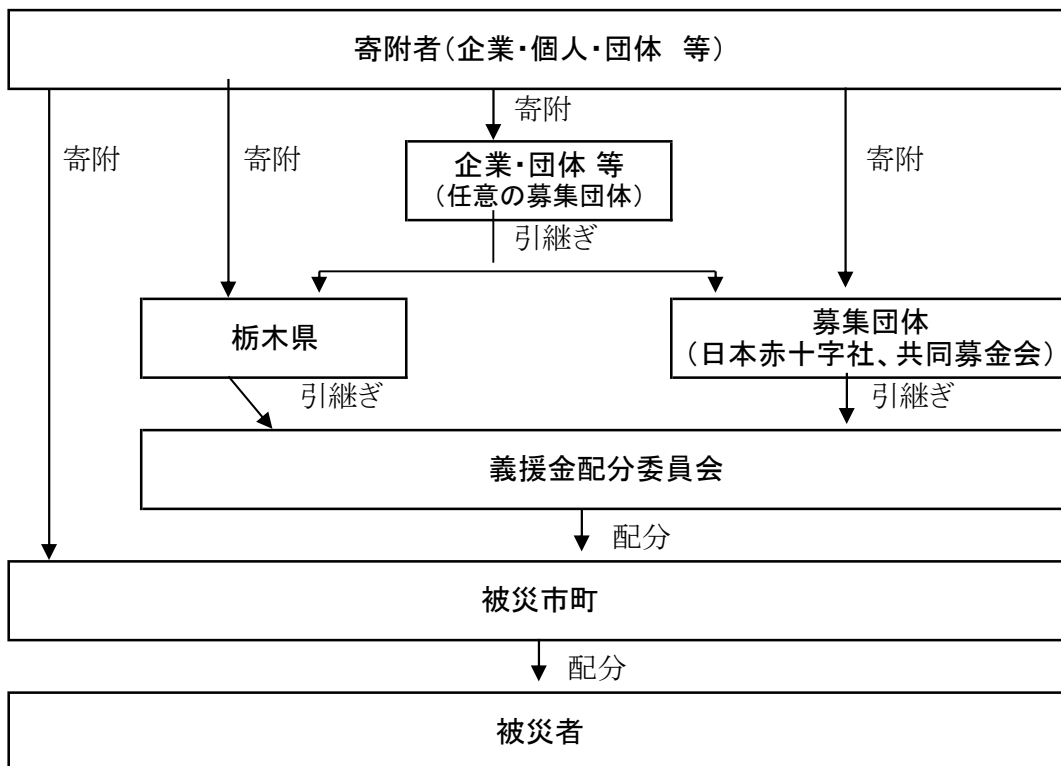 寄附者(企業・個人・団体 等)
寄附
寄附
寄附
寄附
企業・団体 等
(任意の募集団体)
引継ぎ
栃木県
募集団体
(日本赤十字社、共同募金会)
引継ぎ
引継ぎ
義援金配分委員会
配分
被災市町
配分
被災者